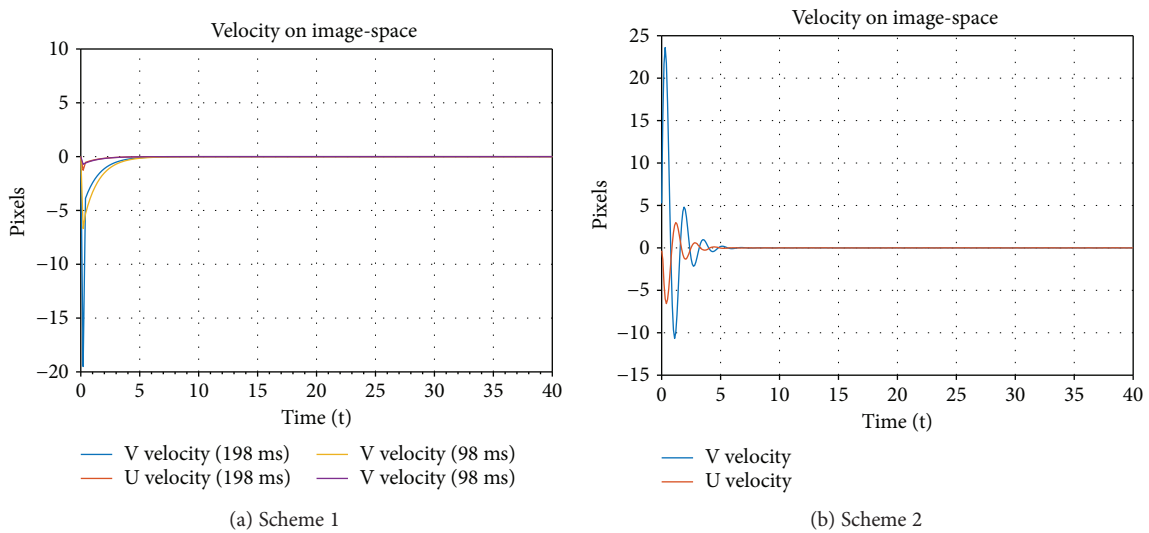 Velocity on image-space
10
5
0
−5
−10
−15
−20
Pixels
0 5 10 15 20 25 30 35 40
Time (t)
V velocity (198 ms) V velocity (98 ms)
U velocity (198 ms) V velocity (98 ms)
(a) Scheme 1
Velocity on image-space
25
20
15
10
5
0
−5
−10
−15
Pixels
0 5 10 15 20 25 30 35 40
Time (t)
V velocity
U velocity
(b) Scheme 2